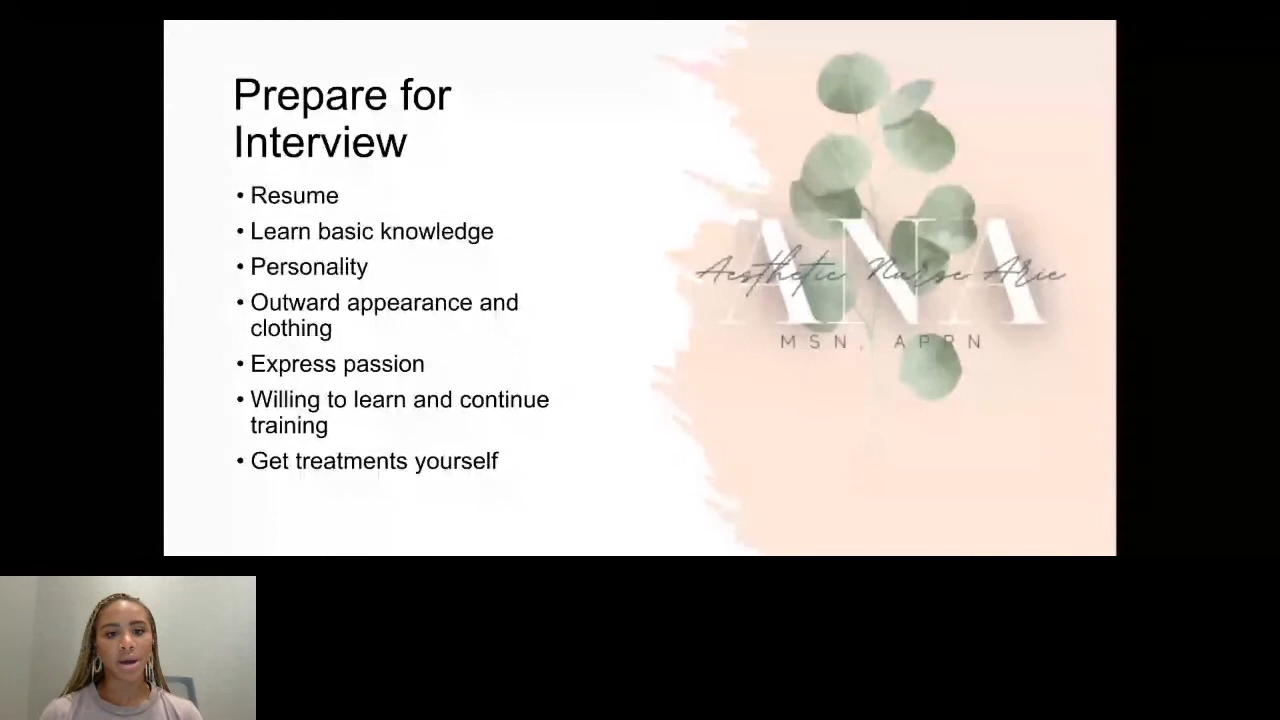 Prepare for
Interview
• Resume
• Learn basic knowledge
• Personality
• Outward appearance and
clothing
• Express passion
• Willing to learn and continue
training
• Get treatments yourself
ANA
Aesthetic Nurse Arie
MSN, APRN